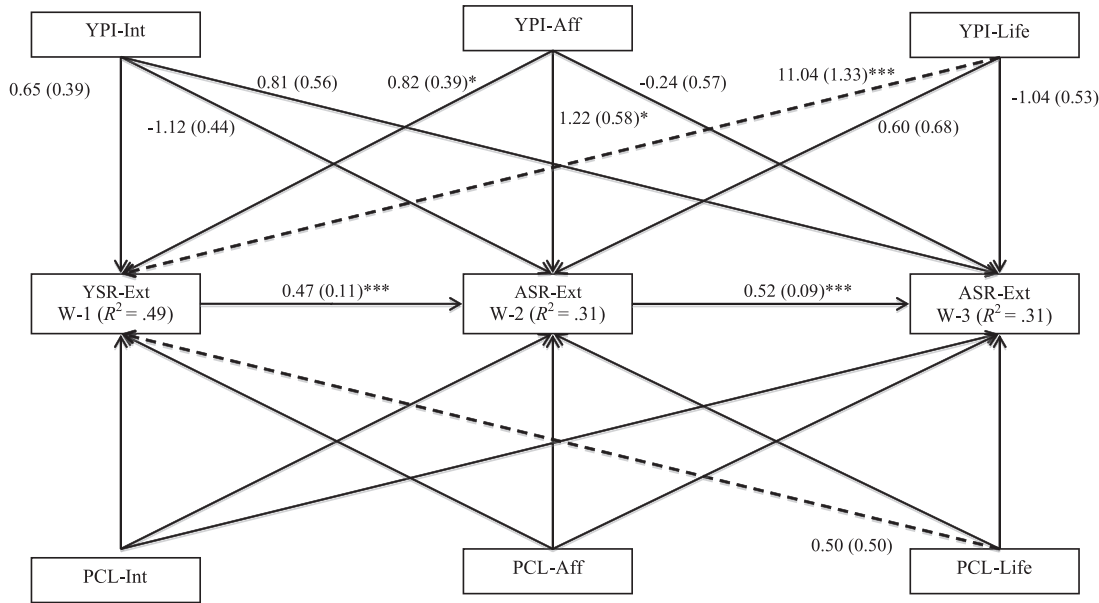 YPI-Int
YPI-Aff
YPI-Life
0.65 (0.39)
0.81 (0.56)
0.82 (0.39)*
-0.24 (0.57)
11.04 (1.33)***
-1.04 (0.53)
-1.12 (0.44)
1.22 (0.58)*
0.60 (0.68)
YSR-Ext
W-1 (R² = .49)
0.47 (0.11)***
ASR-Ext
W-2 (R² = .31)
0.52 (0.09)***
ASR-Ext
W-3 (R² = .31)
0.50 (0.50)
PCL-Int
PCL-Aff
PCL-Life